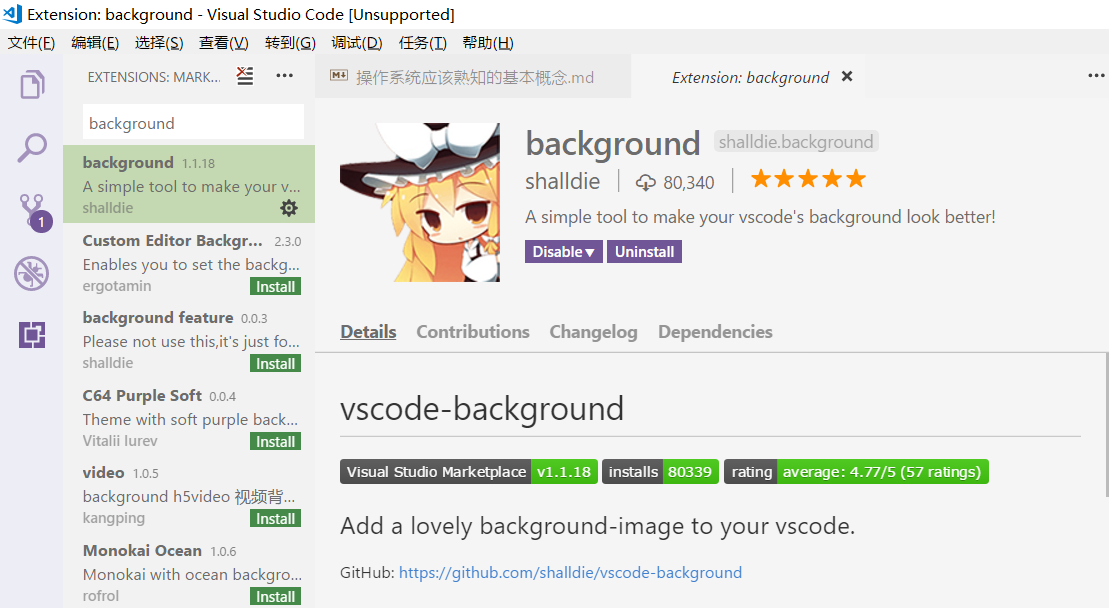 Extension: background - Visual Studio Code [Unsupported]
文件(F) 编辑(E) 选择(S) 查看(V) 转到(G) 调试(D) 任务(T) 帮助(H)
EXTENSIONS: MARK...
操作系统应该熟知的基本概念.md
Extension: background
background
background 1.1.18
A simple tool to make your v...
shalldie
Custom Editor Backgr... 2.3.0
Enables you to set the backg...
ergotamin Install
background feature 0.0.3
Please not use this,it's just fo...
shalldie Install
C64 Purple Soft 0.0.4
Theme with soft purple back...
Vitalii Iurev Install
video 1.0.5
background h5video 视频背...
kangping Install
Monokai Ocean 1.0.6
Monokai with ocean backgro...
rofrol Install
1
background shalldie.background
shalldie 80,340
A simple tool to make your vscode's background look better!
Disable Uninstall
Details Contributions Changelog Dependencies
vscode-background
Visual Studio Marketplace v1.1.18 installs 80339 rating average: 4.77/5 (57 ratings)
Add a lovely background-image to your vscode.
GitHub: https://github.com/shalldie/vscode-background